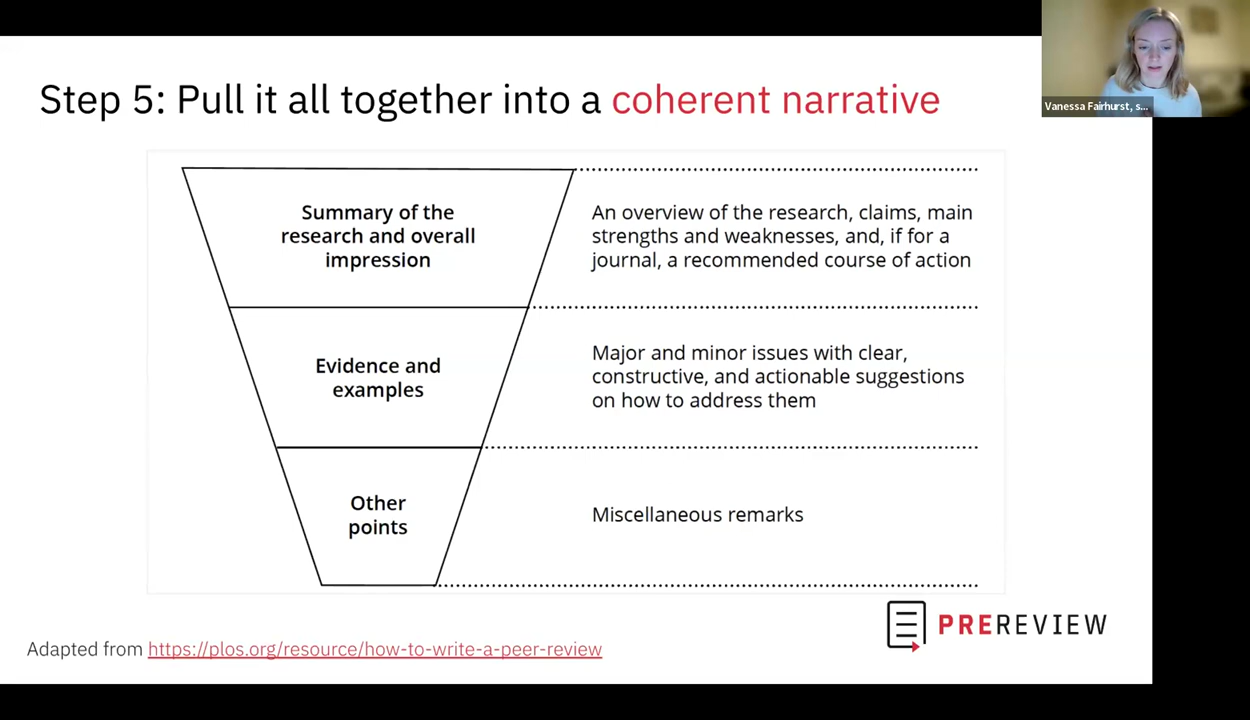 Step 5: Pull it all together into a coherent narrative
Vanessa Fairhurst, s...
Summary of the
research and overall
impression
An overview of the research, claims, main
strengths and weaknesses, and, if for a
journal, a recommended course of action
Evidence and
examples
Major and minor issues with clear,
constructive, and actionable suggestions
on how to address them
Other
points
Miscellaneous remarks
PREREVIEW
Adapted from https://plos.org/resource/how-to-write-a-peer-review